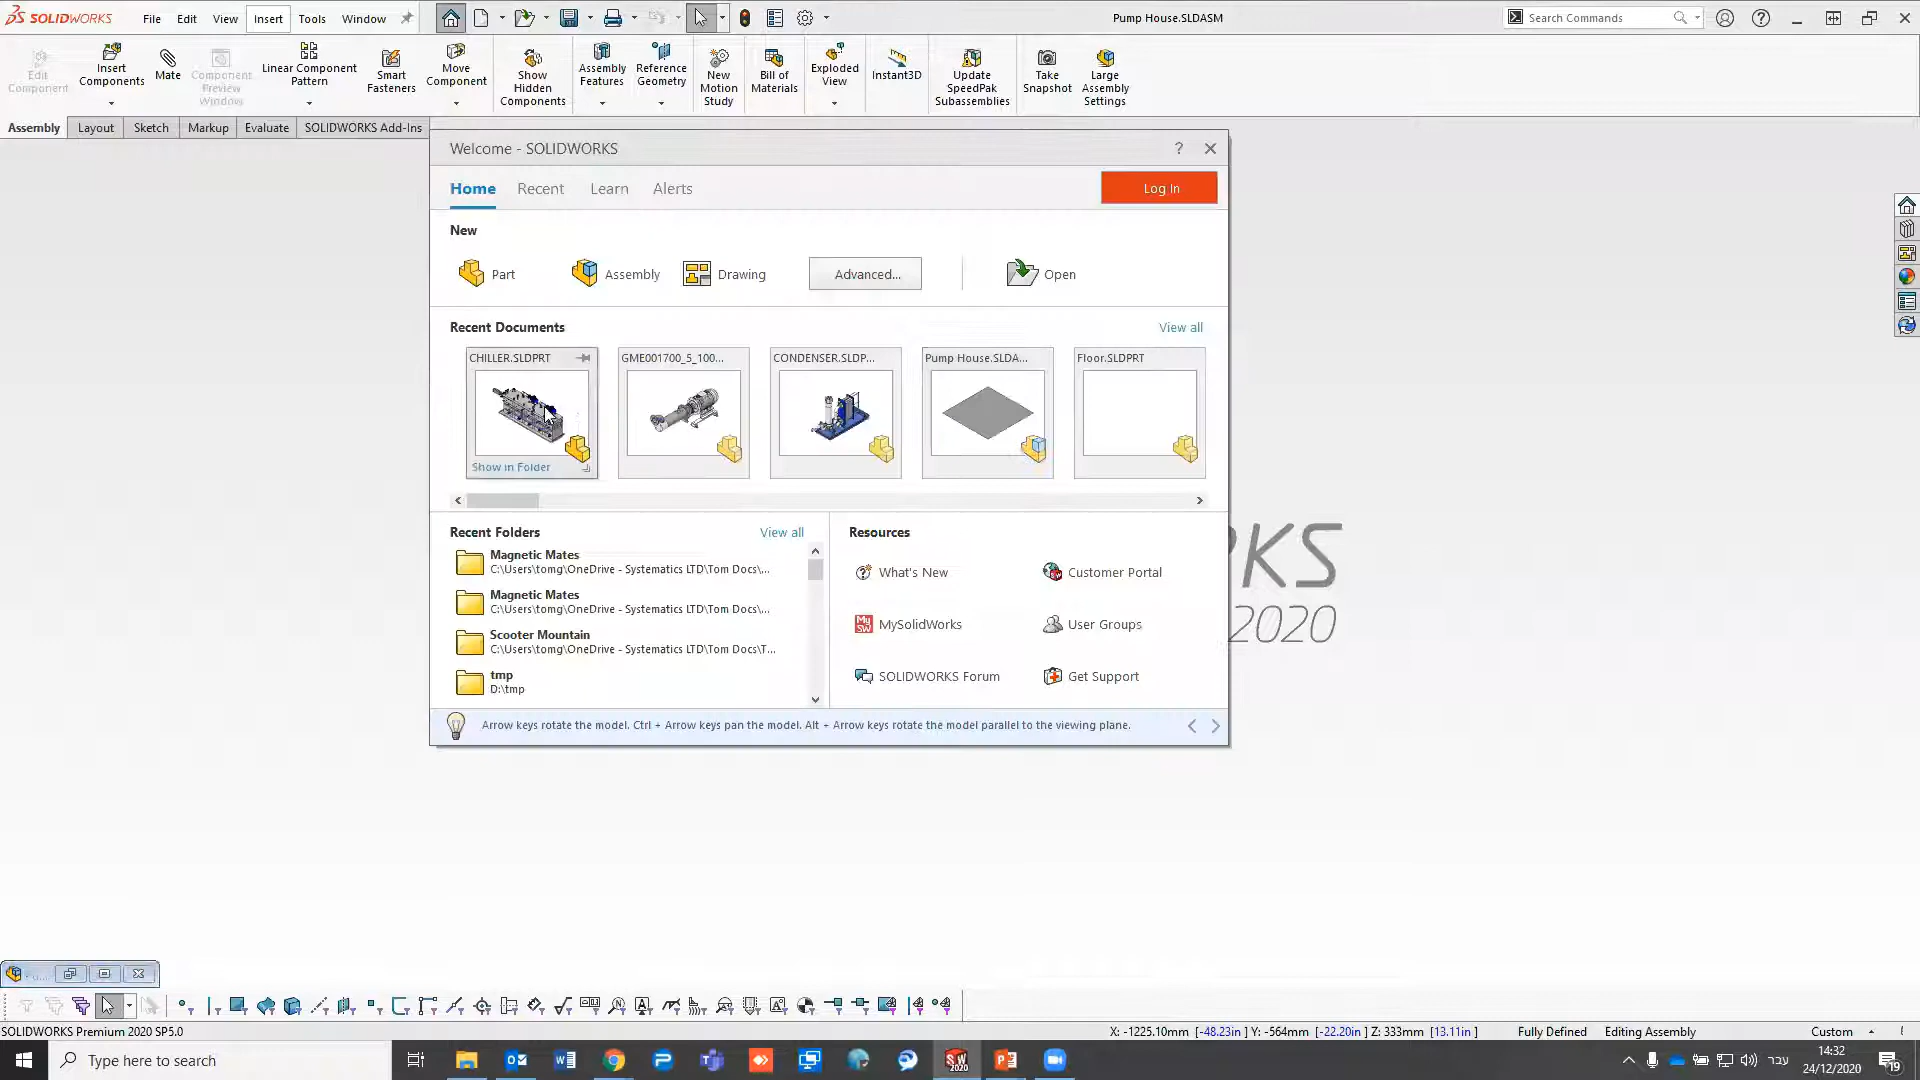 SOLIDWORKS
File
Edit
View
Insert
Tools
Window
Pump House.SLDASM
Search Commands
Edit
Component
Insert
Components
Mate
Component
Preview
Window
Linear Component
Pattern
Smart
Fasteners
Move
Component
Show
Hidden
Components
Assembly
Features
Reference
Geometry
New
Motion
Study
Bill of
Materials
Exploded
View
Instant3D
Update
SpeedPak
Subassemblies
Take
Snapshot
Large
Assembly
Settings
Assembly
Layout
Sketch
Markup
Evaluate
SOLIDWORKS Add-Ins
Welcome - SOLIDWORKS
?
Home
Recent
Learn
Alerts
Log In
New
Part
Assembly
Drawing
Advanced...
Open
Recent Documents
View all
CHILLER.SLDPRT
GME001700_5_100...
CONDENSER.SLDP...
Pump House.SLDA...
Floor.SLDPRT
Show in Folder
Recent Folders
View all
Magnetic Mates
C:\Users\tomg\OneDrive - Systematics LTD\Tom Docs\...
Magnetic Mates
C:\Users\tomg\OneDrive - Systematics LTD\Tom Docs\...
Scooter Mountain
C:\Users\tomg\OneDrive - Systematics LTD\Tom Docs\T...
tmp
D:\tmp
Resources
What's New
Customer Portal
MySolidWorks
User Groups
SOLIDWORKS Forum
Get Support
RKS
2020
Arrow keys rotate the model. Ctrl + Arrow keys pan the model. Alt + Arrow keys rotate the model parallel to the viewing plane.
SOLIDWORKS Premium 2020 SP5.0
X: -1225.10mm [-48.23in ] Y: -564mm [-22.20in ] Z: 333mm [13.11in ]
Fully Defined
Editing Assembly
Custom
Type here to search
עבר
14:32
24/12/2020
19